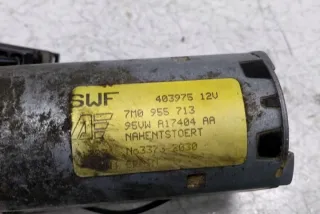 SWF 403975 12V
7M0 955 713
95VW A17404 AA
NAHENTSTOERT